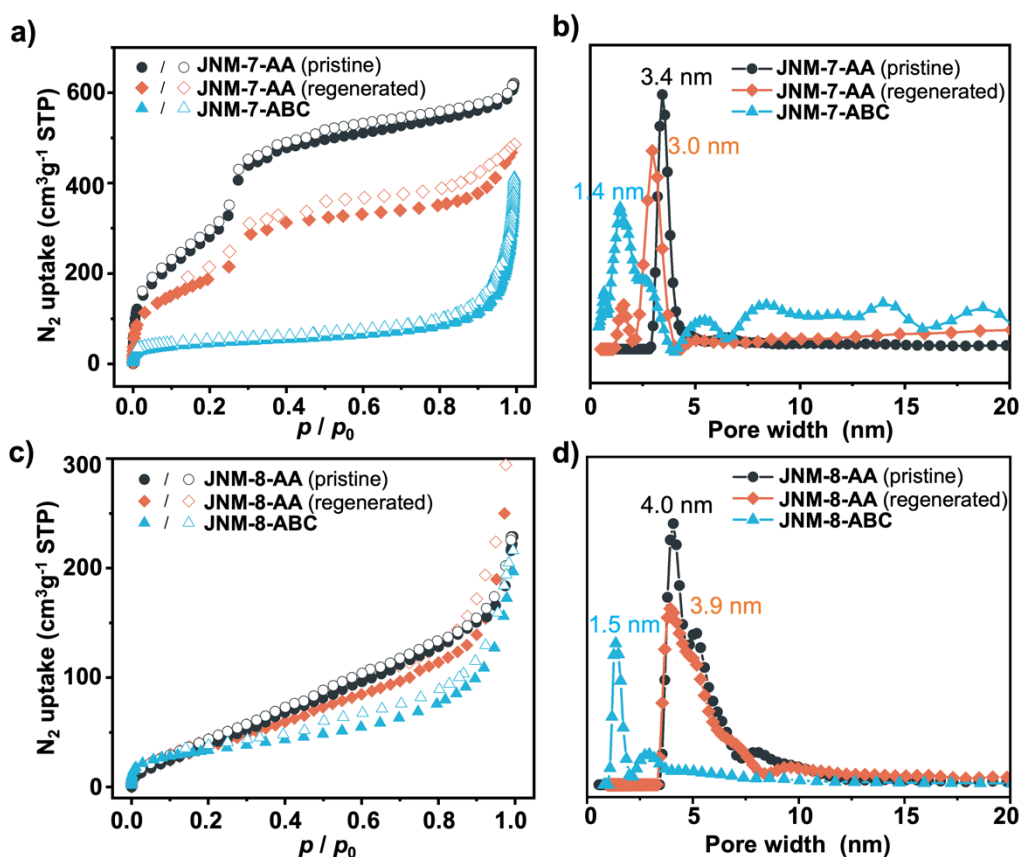 a)
● / ○ JNM-7-AA (pristine)
◆ / ◇ JNM-7-AA (regenerated)
▲ / △ JNM-7-ABC
N₂ uptake (cm³g⁻¹ STP)
600
400
200
0
0.0 0.2 0.4 0.6 0.8 1.0
p / p₀
b)
JNM-7-AA (pristine)
JNM-7-AA (regenerated)
JNM-7-ABC
3.4 nm
3.0 nm
1.4 nm
0 5 10 15 20
Pore width (nm)
c)
● / ○ JNM-8-AA (pristine)
◆ / ◇ JNM-8-AA (regenerated)
▲ / △ JNM-8-ABC
N₂ uptake (cm³g⁻¹ STP)
300
200
100
0
0.0 0.2 0.4 0.6 0.8 1.0
p / p₀
d)
JNM-8-AA (pristine)
JNM-8-AA (regenerated)
JNM-8-ABC
4.0 nm
3.9 nm
1.5 nm
0 5 10 15 20
Pore width (nm)